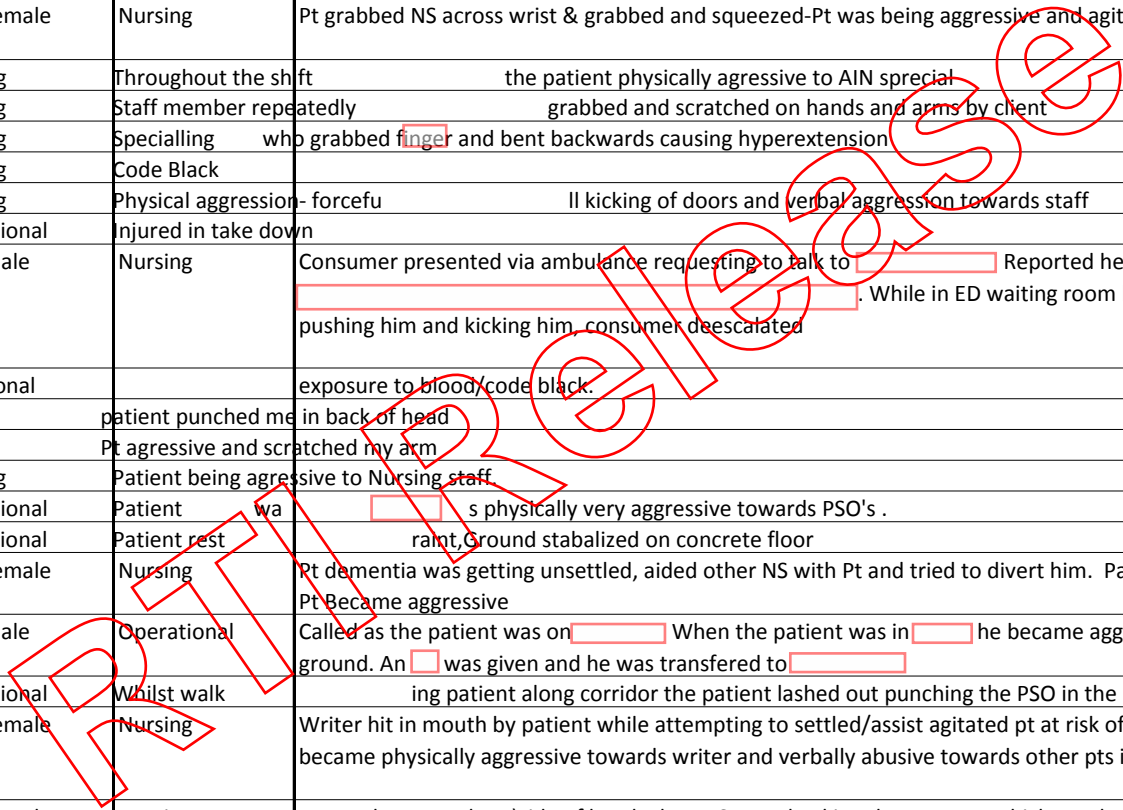 emale Nursing Pt grabbed NS across wrist & grabbed and squeezed-Pt was being aggressive and agit
g Throughout the shift the patient physically agressive to AIN sprecial
g Staff member repeatedly grabbed and scratched on hands and arms by client
g Specialling who grabbed finger and bent backwards causing hyperextension
g Code Black
g Physical aggression- forcefu ll kicking of doors and verbal aggression towards staff
ional Injured in take down
ale Nursing Consumer presented via ambulance requesting to talk to Reported he
. While in ED waiting room
pushing him and kicking him, consumer deescalated
onal exposure to blood/code black.
patient punched me in back of head
Pt agressive and scratched my arm
g Patient being agressive to Nursing staff.
ional Patient wa s physically very aggressive towards PSO's .
ional Patient rest raint,Ground stabalized on concrete floor
emale Nursing Pt dementia was getting unsettled, aided other NS with Pt and tried to divert him. Pa
Pt Became aggressive
ale Operational Called as the patient was on When the patient was in he became agg
ground. An was given and he was transfered to
ional Whilst walk ing patient along corridor the patient lashed out punching the PSO in the
emale Nursing Writer hit in mouth by patient while attempting to settled/assist agitated pt at risk of
became physically aggressive towards writer and verbally abusive towards other pts i
RTI Release